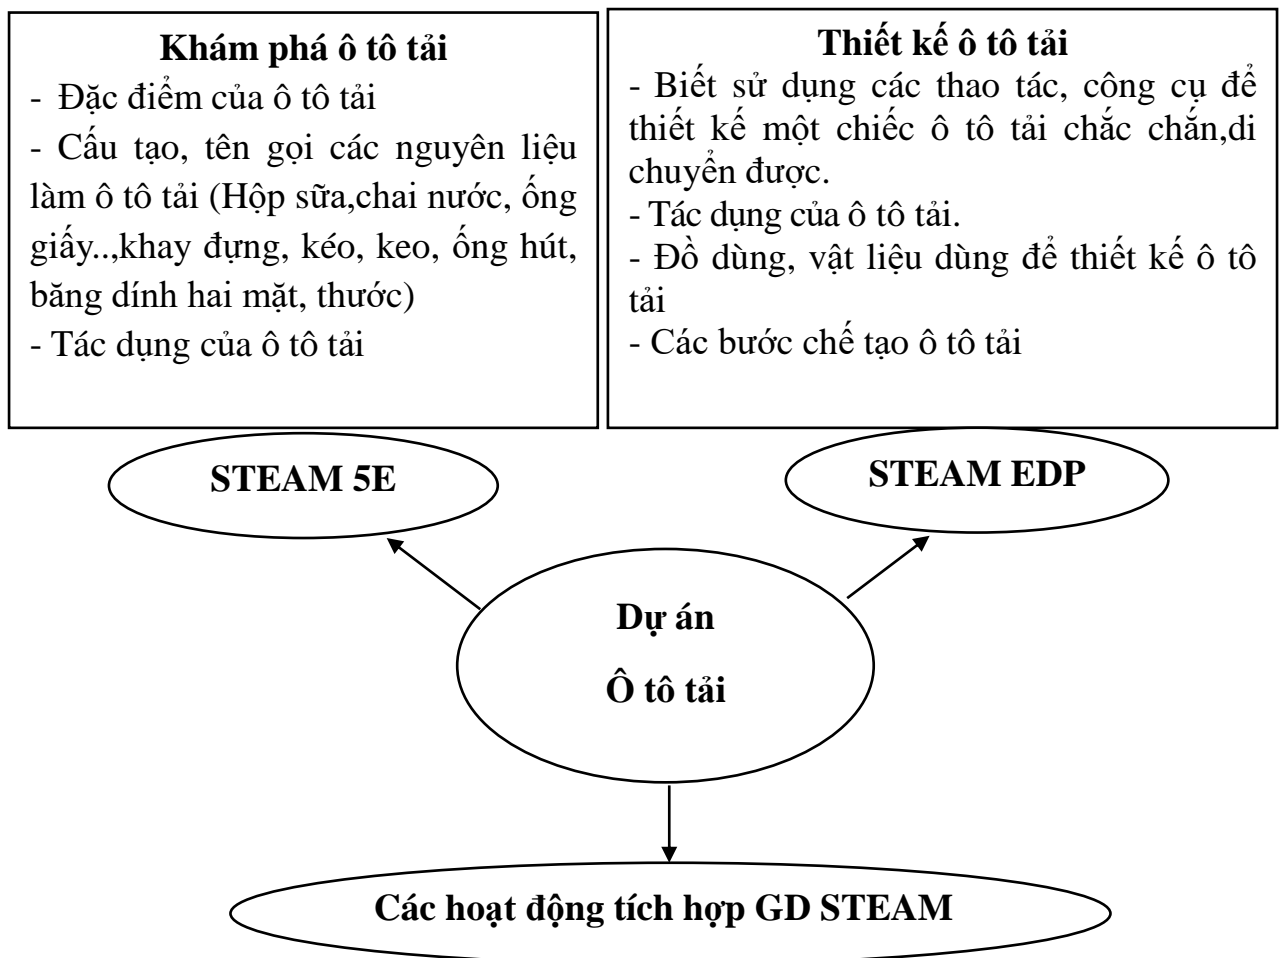 Khám phá ô tô tải
- Đặc điểm của ô tô tải
- Cấu tạo, tên gọi các nguyên liệu
làm ô tô tải (Hộp sữa,chai nước, ống
giấy..,khay đựng, kéo, keo, ống hút,
băng dính hai mặt, thước)
- Tác dụng của ô tô tải
Thiết kế ô tô tải
- Biết sử dụng các thao tác, công cụ để
thiết kế một chiếc ô tô tải chắc chắn,di
chuyển được.
- Tác dụng của ô tô tải.
- Đồ dùng, vật liệu dùng để thiết kế ô tô
tải
- Các bước chế tạo ô tô tải
STEAM 5E
STEAM EDP
Dự án
Ô tô tải
Các hoạt động tích hợp GD STEAM